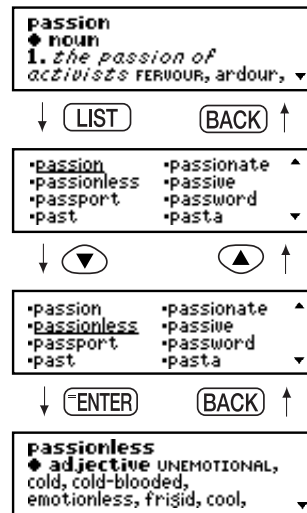 passion
◆ noun
1. the passion of
activists FERVOUR, ardour,
LIST BACK
•passion •passionate
•passionless •passive
•passport •password
•past •pasta
•passion •passionate
•passionless •passive
•passport •password
•past •pasta
=ENTER BACK
passionless
◆ adjective UNEMOTIONAL,
cold, cold-blooded,
emotionless, frigid, cool,